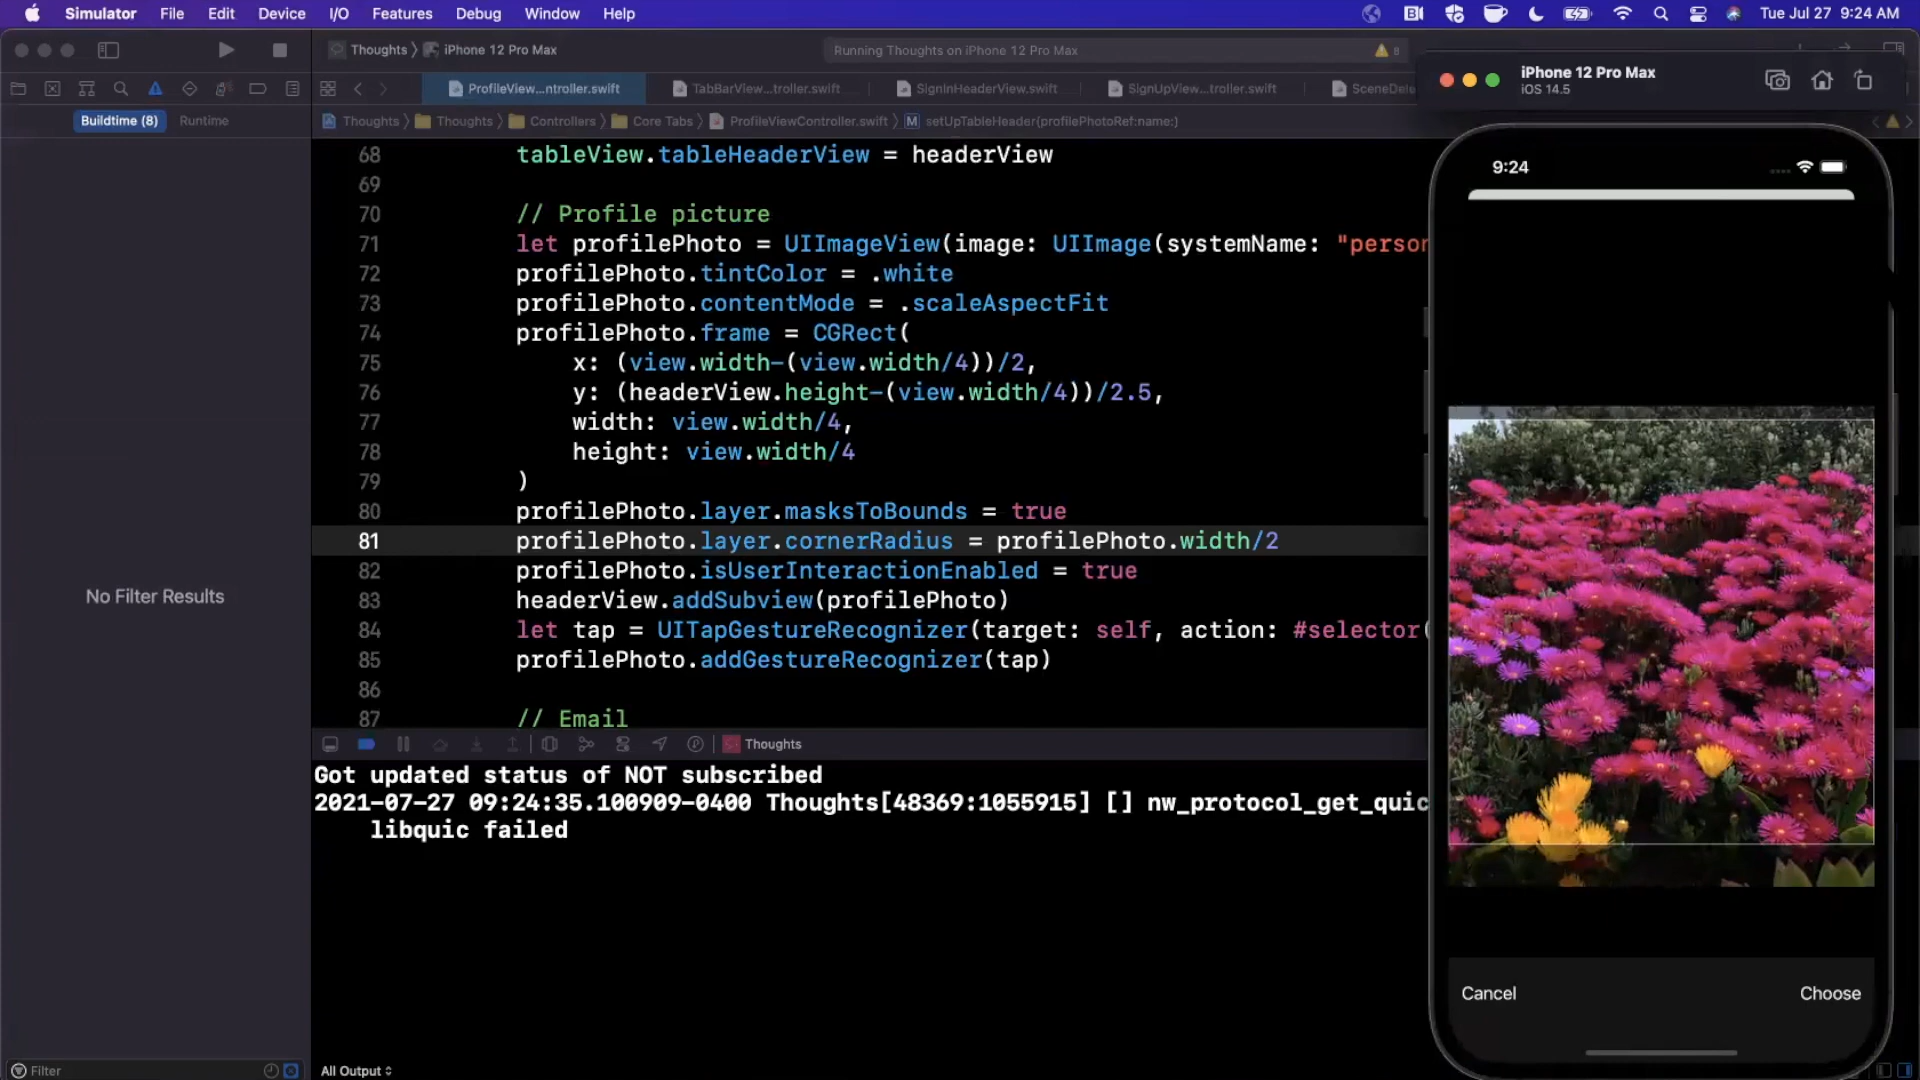 Simulator File Edit Device I/O Features Debug Window Help Tue Jul 27 9:24 AM
Thoughts 〉 iPhone 12 Pro Max
Running Thoughts on iPhone 12 Pro Max
8
ProfileView...ntroller.swift TabBarView...troller.swift SignInHeaderView.swift SignUpView...troller.swift SceneDele
Buildtime (8) Runtime
Thoughts 〉 Thoughts 〉 Controllers 〉 Core Tabs 〉 ProfileViewController.swift 〉 M setUpTableHeader(profilePhotoRef:name:)
68 tableView.tableHeaderView = headerView
69
70 // Profile picture
71 let profilePhoto = UIImageView(image: UIImage(systemName: "person
72 profilePhoto.tintColor = .white
73 profilePhoto.contentMode = .scaleAspectFit
74 profilePhoto.frame = CGRect(
75 x: (view.width-(view.width/4))/2,
76 y: (headerView.height-(view.width/4))/2.5,
77 width: view.width/4,
78 height: view.width/4
79 )
80 profilePhoto.layer.masksToBounds = true
81 profilePhoto.layer.cornerRadius = profilePhoto.width/2
82 profilePhoto.isUserInteractionEnabled = true
83 headerView.addSubview(profilePhoto)
84 let tap = UITapGestureRecognizer(target: self, action: #selector(
85 profilePhoto.addGestureRecognizer(tap)
86
87 // Email
No Filter Results
Thoughts
Got updated status of NOT subscribed
2021-07-27 09:24:35.100909-0400 Thoughts[48369:1055915] [] nw_protocol_get_quic
libquic failed
Filter
All Output
iPhone 12 Pro Max
iOS 14.5
9:24
Cancel Choose